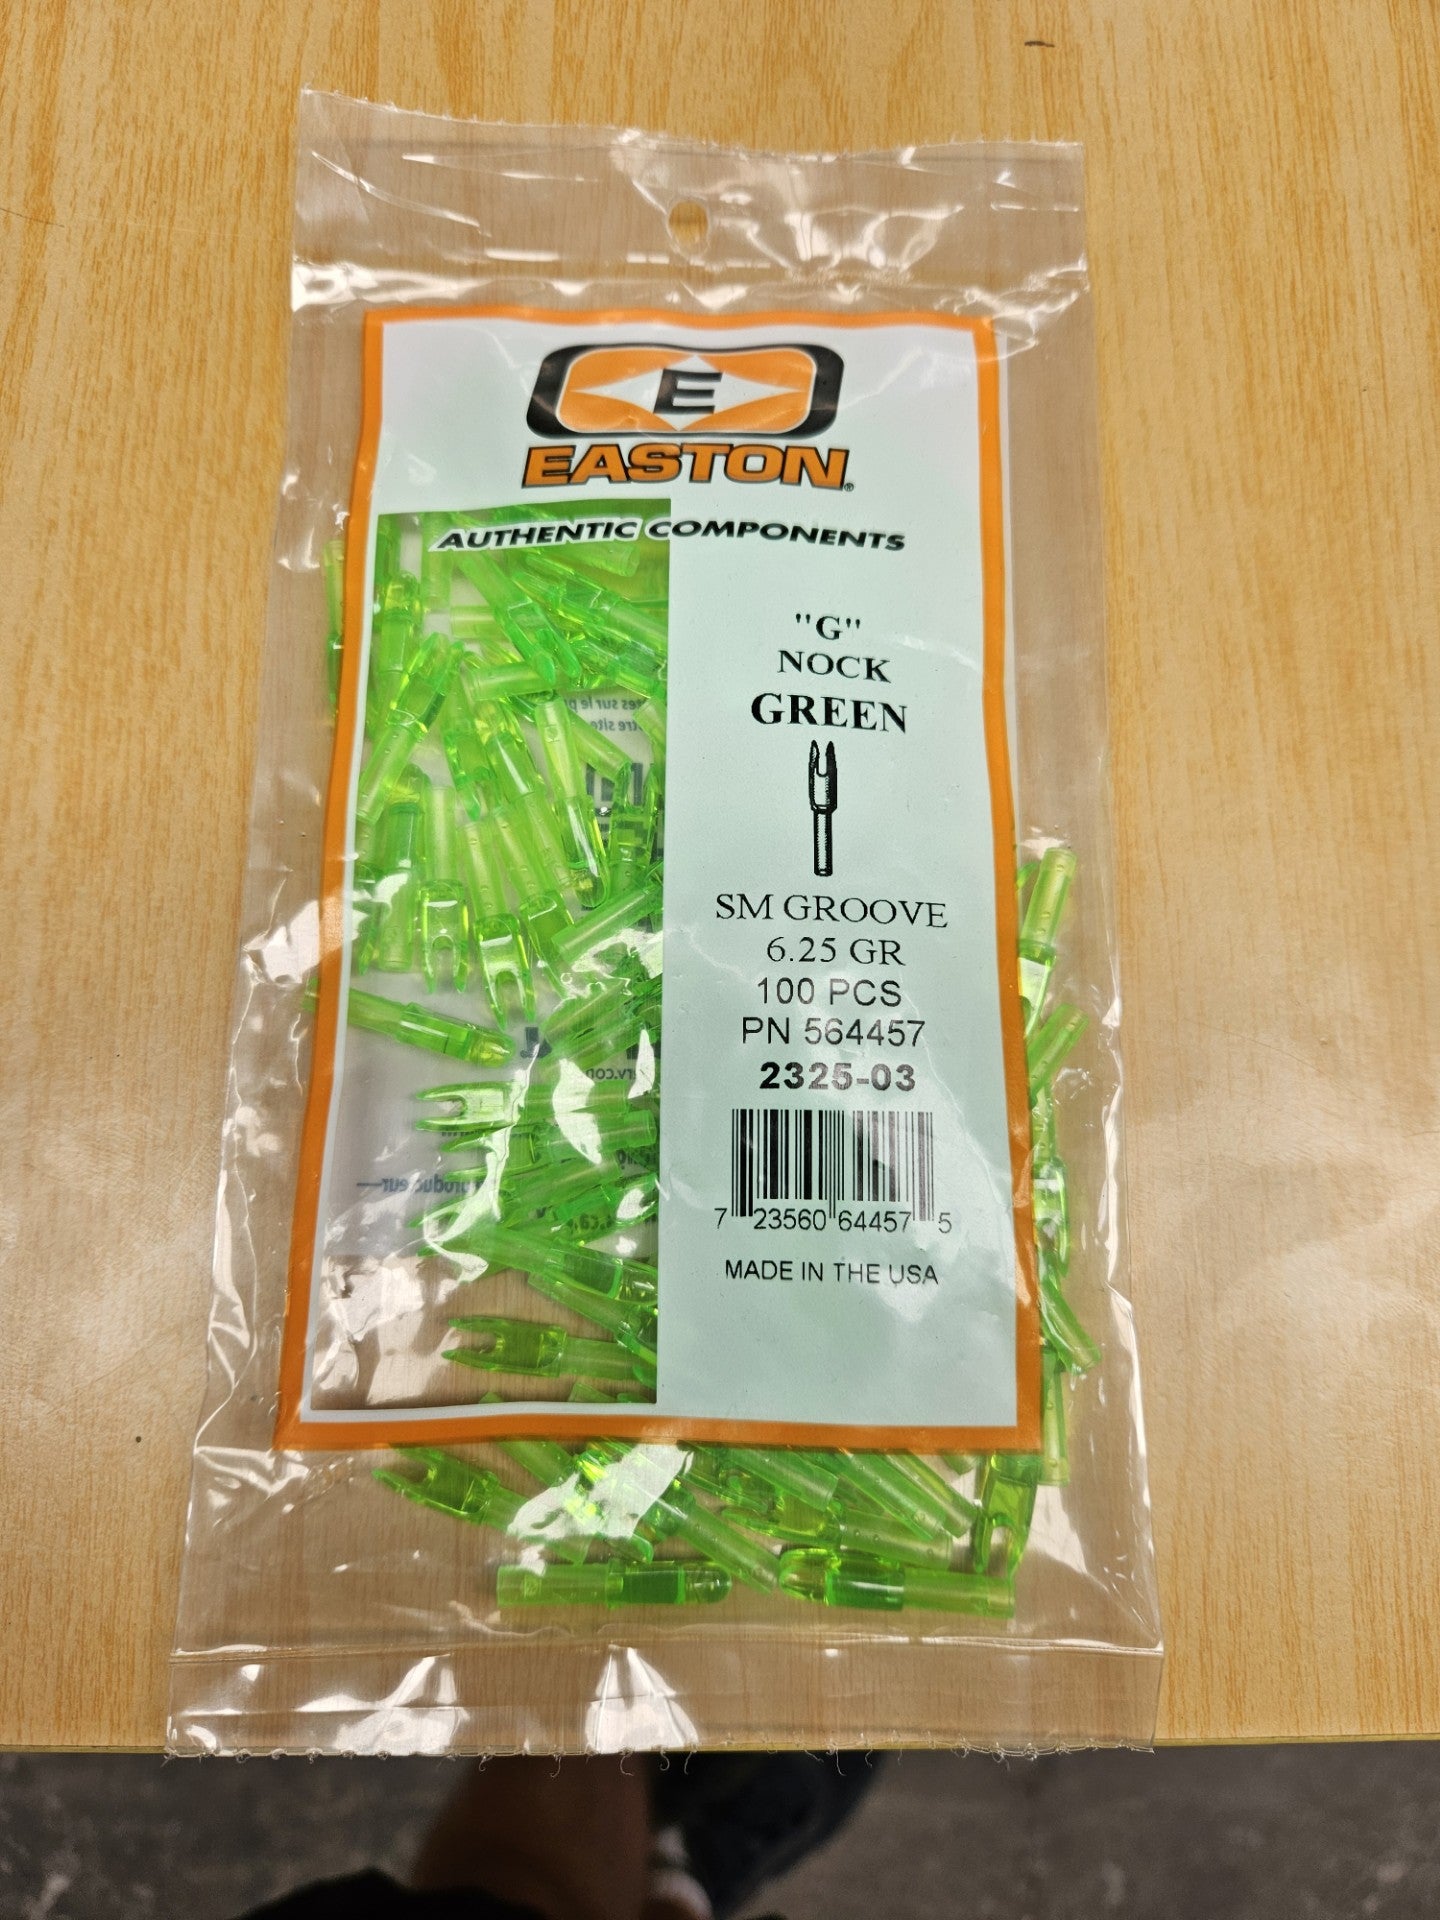 E
EASTON®
AUTHENTIC COMPONENTS
"G"
NOCK
GREEN
SM GROOVE
6.25 GR
100 PCS
PN 564457
2325-03
7 23560 64457 5
MADE IN THE USA